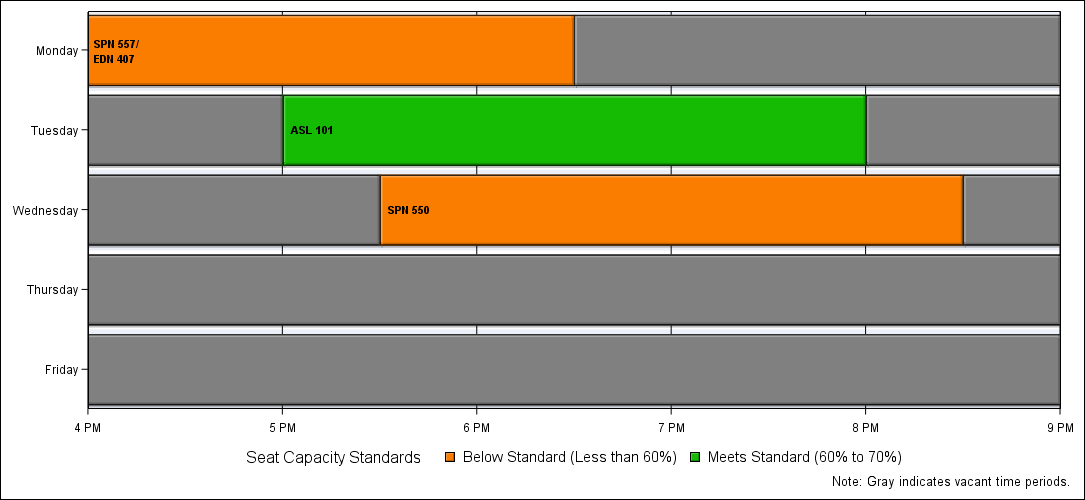 Monday
SPN 557/
EDN 407
Tuesday
ASL 101
Wednesday
SPN 550
Thursday
Friday
4 PM 5 PM 6 PM 7 PM 8 PM 9 PM
Seat Capacity Standards Below Standard (Less than 60%) Meets Standard (60% to 70%)
Note: Gray indicates vacant time periods.